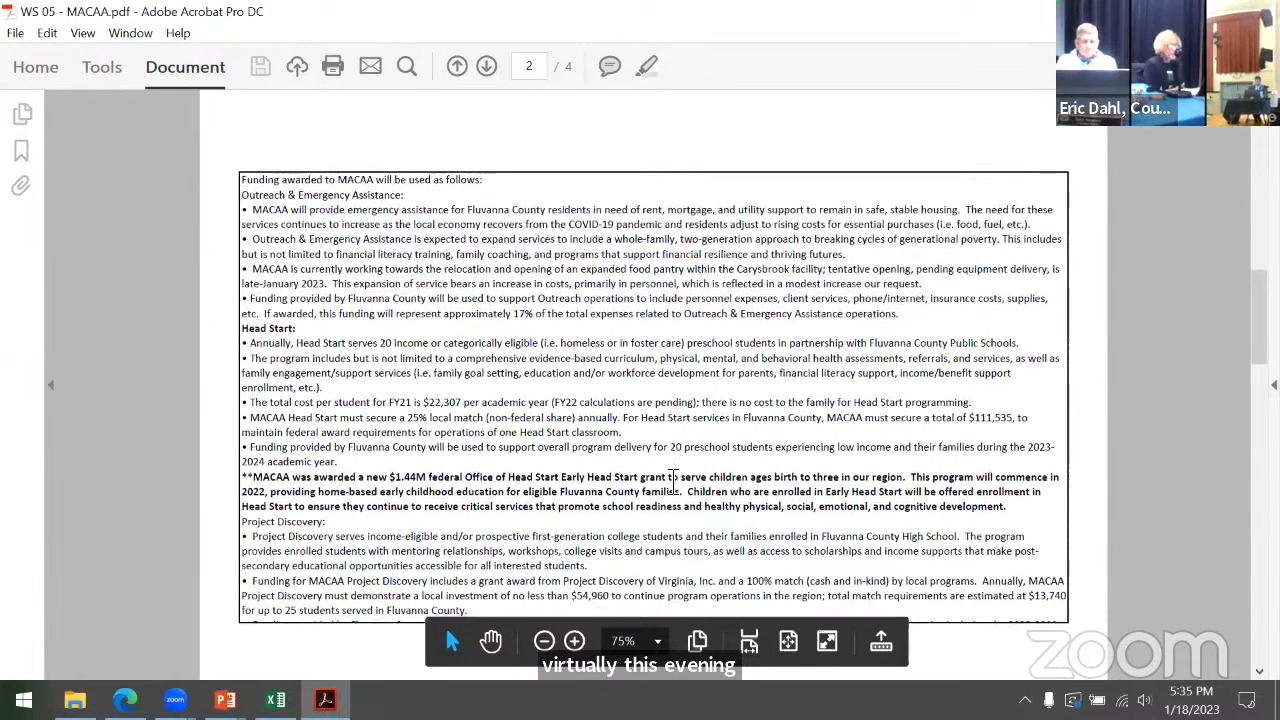 WS 05 - MACAA.pdf - Adobe Acrobat Pro DC
File Edit View Window Help
Home Tools Document 2 / 4
Eric Dahl, Cou...
Funding awarded to MACAA will be used as follows:
Outreach & Emergency Assistance:
• MACAA will provide emergency assistance for Fluvanna County residents in need of rent, mortgage, and utility support to remain in safe, stable housing. The need for these
services continues to increase as the local economy recovers from the COVID-19 pandemic and residents adjust to rising costs for essential purchases (i.e. food, fuel, etc.).
• Outreach & Emergency Assistance is expected to expand services to include a whole-family, two-generation approach to breaking cycles of generational poverty. This includes
but is not limited to financial literacy training, family coaching, and programs that support financial resilience and thriving futures.
• MACAA is currently working towards the relocation and opening of an expanded food pantry within the Carysbrook facility; tentative opening, pending equipment delivery, is
late-January 2023. This expansion of service bears an increase in costs, primarily in personnel, which is reflected in a modest increase our request.
• Funding provided by Fluvanna County will be used to support Outreach operations to include personnel expenses, client services, phone/internet, insurance costs, supplies,
etc. If awarded, this funding will represent approximately 17% of the total expenses related to Outreach & Emergency Assistance operations.
Head Start:
• Annually, Head Start serves 20 income or categorically eligible (i.e. homeless or in foster care) preschool students in partnership with Fluvanna County Public Schools.
• The program includes but is not limited to a comprehensive evidence-based curriculum, physical, mental, and behavioral health assessments, referrals, and services, as well as
family engagement/support services (i.e. family goal setting, education and/or workforce development for parents, financial literacy support, income/benefit support
enrollment, etc.).
• The total cost per student for FY21 is $22,307 per academic year (FY22 calculations are pending); there is no cost to the family for Head Start programming.
• MACAA Head Start must secure a 25% local match (non-federal share) annually. For Head Start services in Fluvanna County, MACAA must secure a total of $111,535, to
maintain federal award requirements for operations of one Head Start classroom.
• Funding provided by Fluvanna County will be used to support overall program delivery for 20 preschool students experiencing low income and their families during the 2023-
2024 academic year.
**MACAA was awarded a new $1.44M federal Office of Head Start Early Head Start grant to serve children ages birth to three in our region. This program will commence in
2022, providing home-based early childhood education for eligible Fluvanna County families. Children who are enrolled in Early Head Start will be offered enrollment in
Head Start to ensure they continue to receive critical services that promote school readiness and healthy physical, social, emotional, and cognitive development.
Project Discovery:
• Project Discovery serves income-eligible and/or prospective first-generation college students and their families enrolled in Fluvanna County High School. The program
provides enrolled students with mentoring relationships, workshops, college visits and campus tours, as well as access to scholarships and income supports that make post-
secondary educational opportunities accessible for all interested students.
• Funding for MACAA Project Discovery includes a grant award from Project Discovery of Virginia, Inc. and a 100% match (cash and in-kind) by local programs. Annually, MACAA
Project Discovery must demonstrate a local investment of no less than $54,960 to continue program operations in the region; total match requirements are estimated at $13,740
for up to 25 students served in Fluvanna County.
75%
virtually this evening
zoom
zoom
5:35 PM
1/18/2023